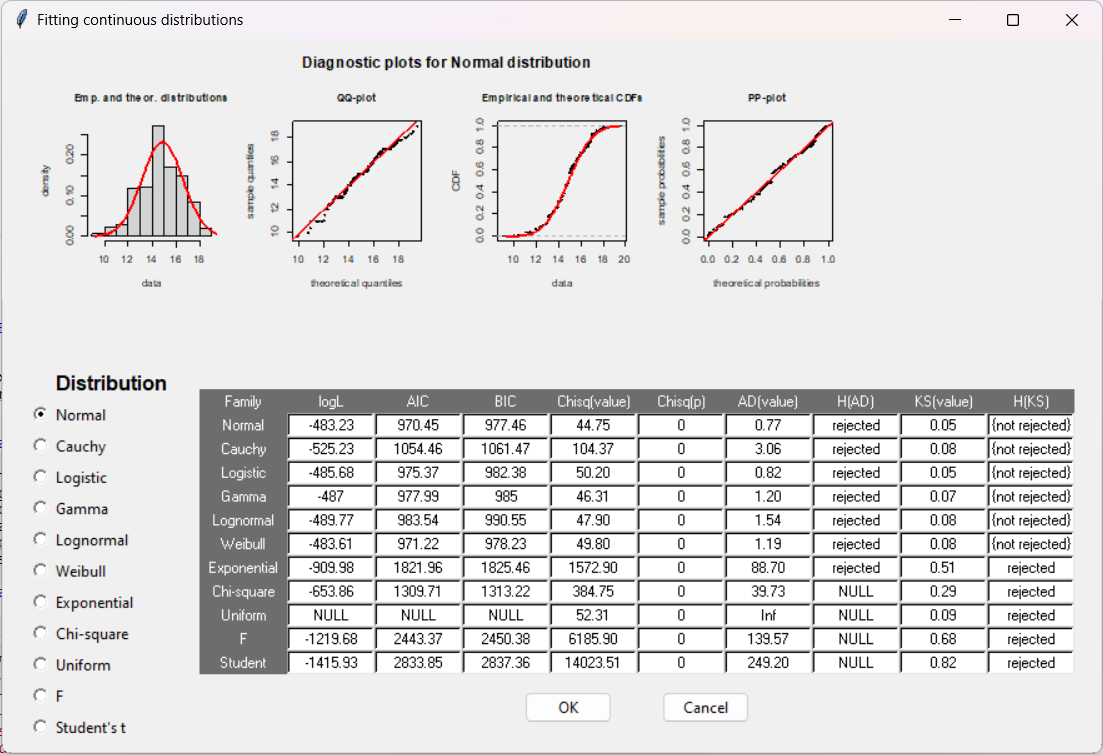 Fitting continuous distributions
Diagnostic plots for Normal distribution
Emp. and theor. distributions
QQ-plot
Empirical and theoretical CDFs
PP-plot
density
0.00 0.10 0.20
10 12 14 16 18
data
sample quantiles
10 12 14 16 18
10 12 14 16 18
theoretical quantiles
CDF
0.0 0.2 0.4 0.6 0.8 1.0
10 12 14 16 18 20
data
sample probabilities
0.0 0.2 0.4 0.6 0.8 1.0
0.0 0.2 0.4 0.6 0.8 1.0
theoretical probabilities
Distribution
Normal
Cauchy
Logistic
Gamma
Lognormal
Weibull
Exponential
Chi-square
Uniform
F
Student's t
Family logL AIC BIC Chisq(value) Chisq(p) AD(value) H(AD) KS(value) H(KS)
Normal -483.23 970.45 977.46 44.75 0 0.77 rejected 0.05 {not rejected}
Cauchy -525.23 1054.46 1061.47 104.37 0 3.06 rejected 0.08 {not rejected}
Logistic -485.68 975.37 982.38 50.20 0 0.82 rejected 0.05 {not rejected}
Gamma -487 977.99 985 46.31 0 1.20 rejected 0.07 {not rejected}
Lognormal -489.77 983.54 990.55 47.90 0 1.54 rejected 0.08 {not rejected}
Weibull -483.61 971.22 978.23 49.80 0 1.19 rejected 0.08 {not rejected}
Exponential -909.98 1821.96 1825.46 1572.90 0 88.70 rejected 0.51 rejected
Chi-square -653.86 1309.71 1313.22 384.75 0 39.73 NULL 0.29 rejected
Uniform NULL NULL NULL 52.31 0 Inf NULL 0.09 rejected
F -1219.68 2443.37 2450.38 6185.90 0 139.57 NULL 0.68 rejected
Student -1415.93 2833.85 2837.36 14023.51 0 249.20 NULL 0.82 rejected
OK Cancel